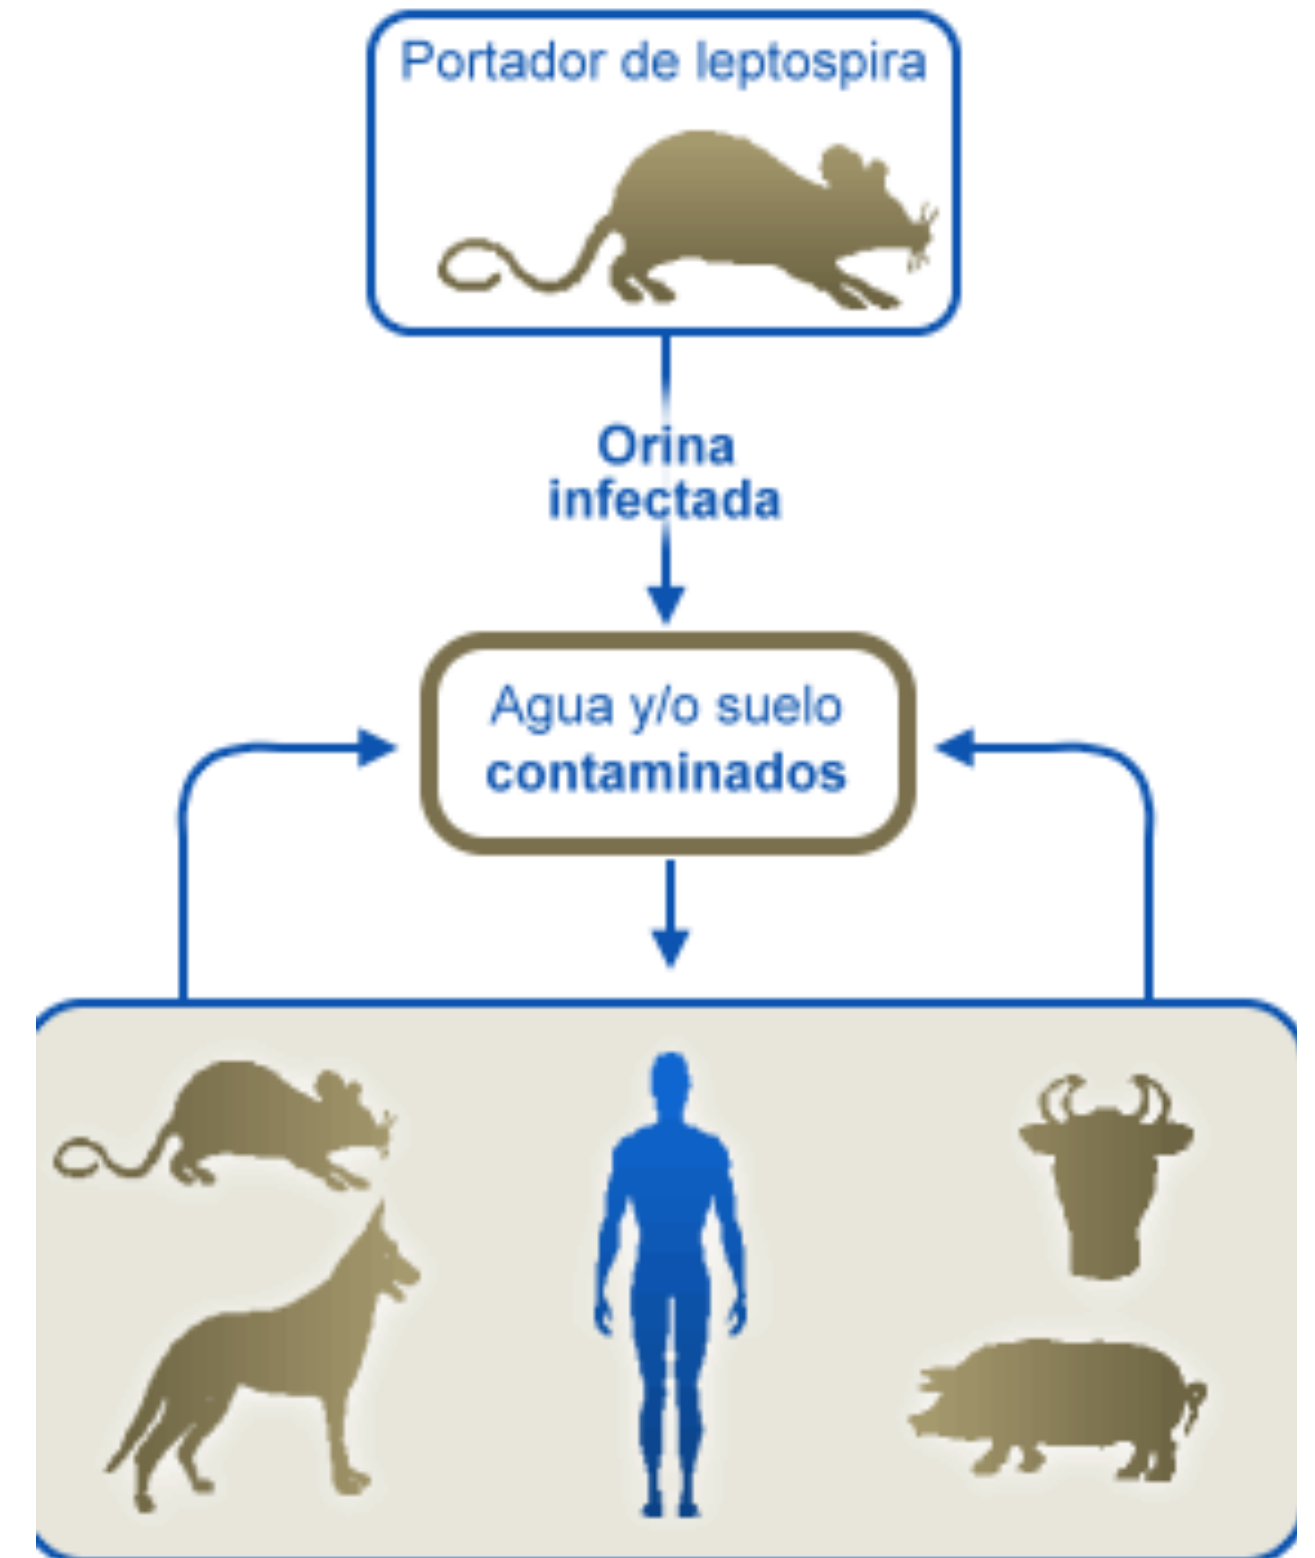 Portador de leptospira
Orina
infectada
Agua y/o suelo
contaminados